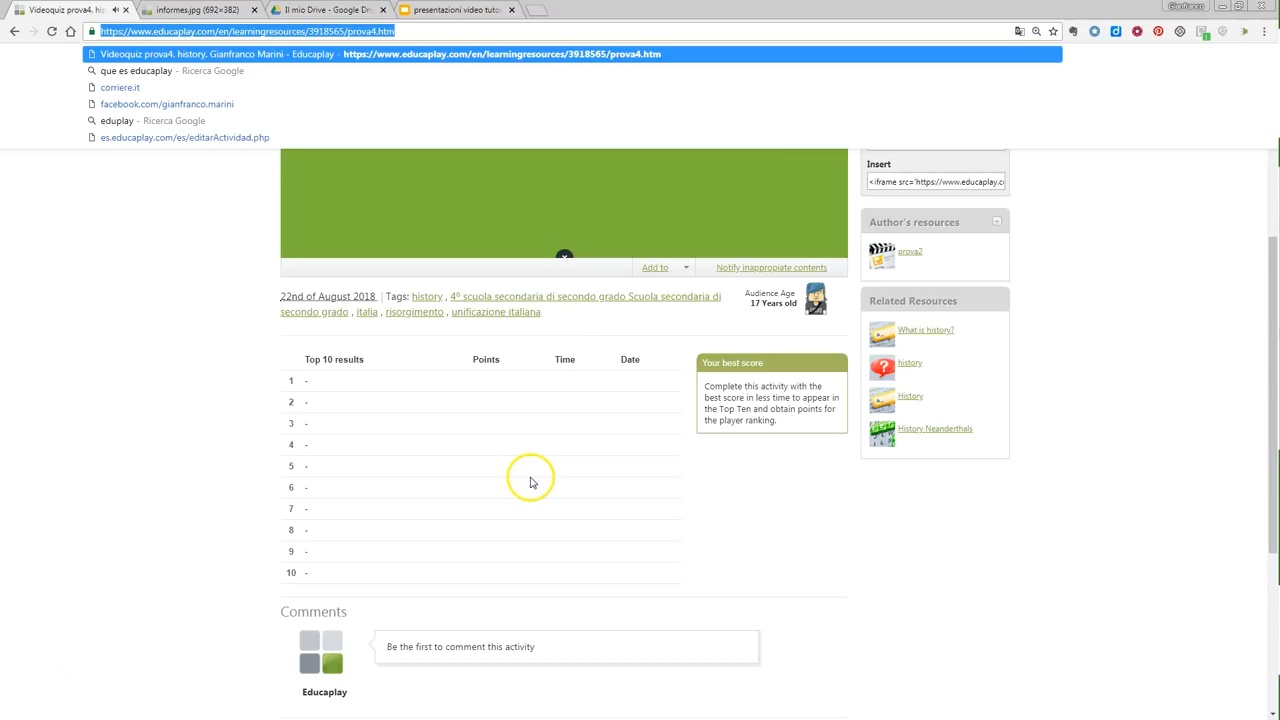 Videoquiz prova4. his
informes.jpg (692×382)
Il mio Drive - Google Dri
presentazioni video tuto
Gianfranco
https://www.educaplay.com/en/learningresources/3918565/prova4.htm
Videoquiz prova4. history. Gianfranco Marini - Educaplay - https://www.educaplay.com/en/learningresources/3918565/prova4.htm
que es educaplay - Ricerca Google
corriere.it
facebook.com/gianfranco.marini
eduplay - Ricerca Google
es.educaplay.com/es/editarActividad.php
Insert
<iframe src='https://www.educaplay.c
Author's resources
prova2
Add to
Notify inappropiate contents
22nd of August 2018 | Tags: history , 4º scuola secondaria di secondo grado Scuola secondaria di
secondo grado , italia , risorgimento , unificazione italiana
Audience Age
17 Years old
Related Resources
What is history?
history
History
History Neanderthals
Top 10 results Points Time Date
1 -
2 -
3 -
4 -
5 -
6 -
7 -
8 -
9 -
10 -
Your best score
Complete this activity with the
best score in less time to appear in
the Top Ten and obtain points for
the player ranking.
Comments
Be the first to comment this activity
Educaplay